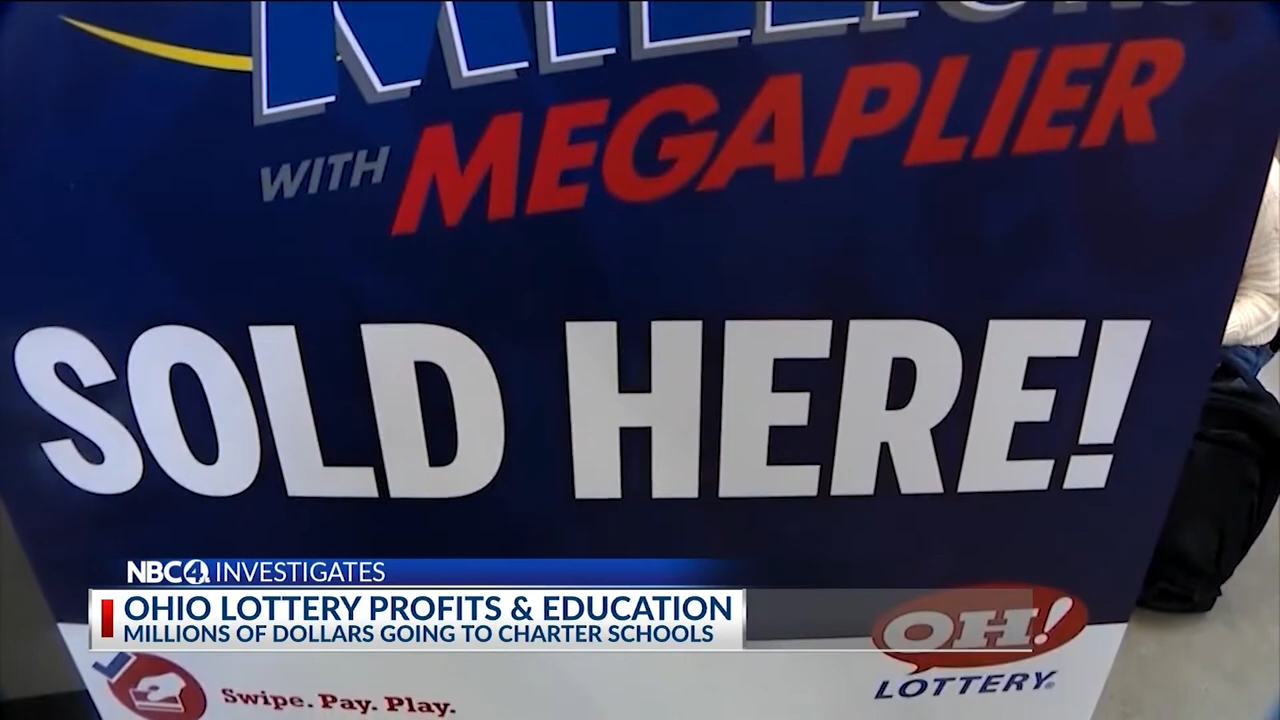 WITH MEGAPLIER
SOLD HERE!
NBC4 INVESTIGATES
OHIO LOTTERY PROFITS & EDUCATION
MILLIONS OF DOLLARS GOING TO CHARTER SCHOOLS
OH!
LOTTERY
Swipe. Pay. Play.